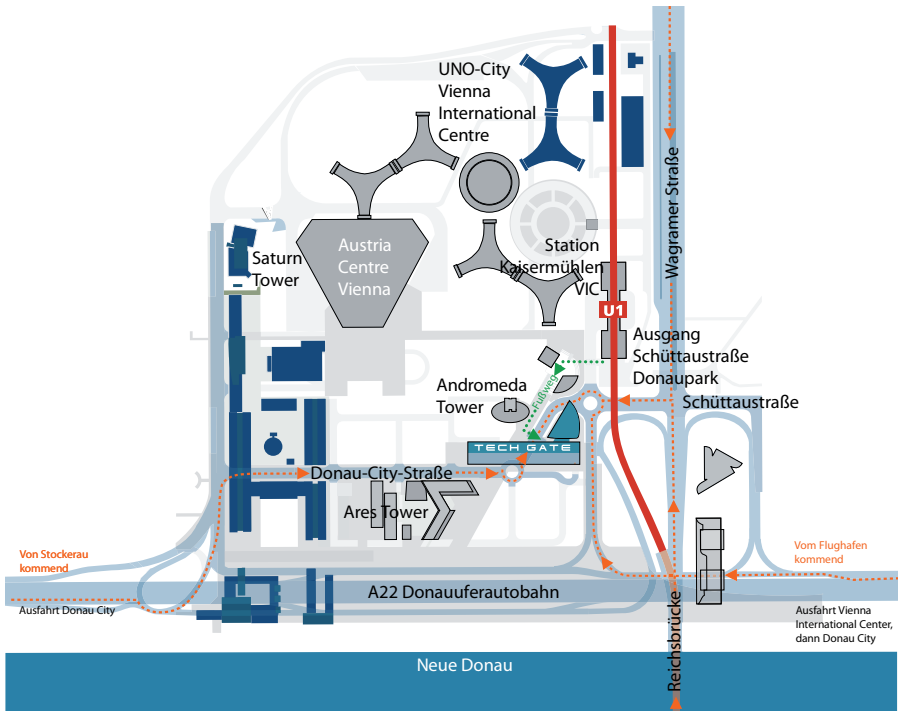 UNO-City
Vienna
International
Centre
Wagramer Straße
Austria
Centre
Vienna
Saturn
Tower
Station
Kaisermühlen
VIC
U1
Ausgang
Schüttaustraße
Donaupark
Schüttaustraße
Andromeda
Tower
Fußweg
TECH GATE
Donau-City-Straße
Ares Tower
Von Stockerau
kommend
Ausfahrt Donau City
A22 Donauuferautobahn
Vom Flughafen
kommend
Ausfahrt Vienna
International Center,
dann Donau City
Reichsbrücke
Neue Donau